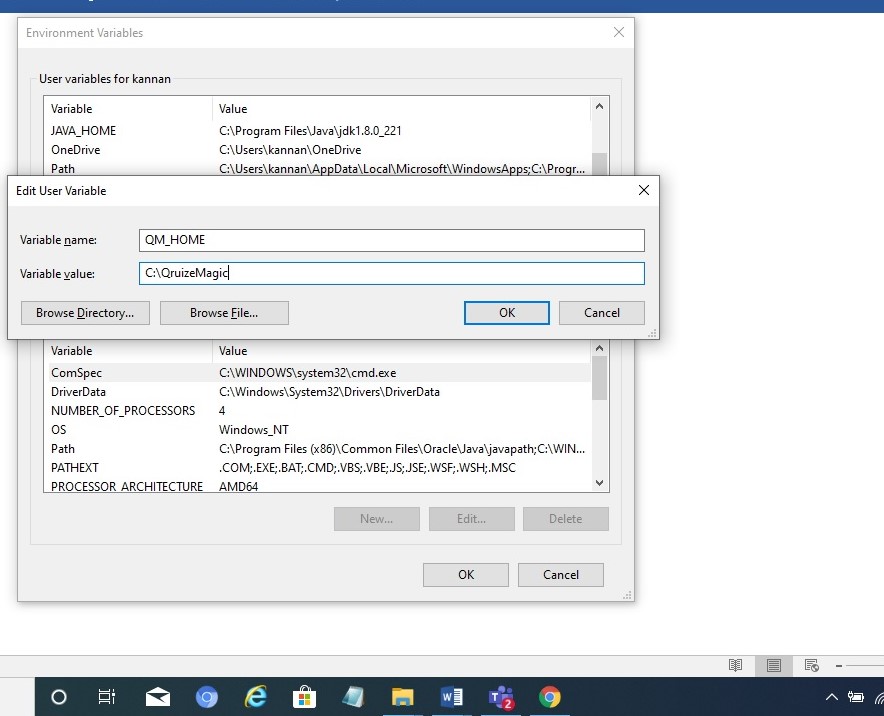 Environment Variables
User variables for kannan
Variable Value
JAVA_HOME C:\Program Files\Java\jdk1.8.0_221
OneDrive C:\Users\kannan\OneDrive
Path C:\Users\kannan\AppData\Local\Microsoft\WindowsApps;C:\Progr...
Edit User Variable
Variable name: QM_HOME
Variable value: C:\QruizeMagic
Browse Directory... Browse File... OK Cancel
Variable Value
ComSpec C:\WINDOWS\system32\cmd.exe
DriverData C:\Windows\System32\Drivers\DriverData
NUMBER_OF_PROCESSORS 4
OS Windows_NT
Path C:\Program Files (x86)\Common Files\Oracle\Java\javapath;C:\WIN...
PATHEXT .COM;.EXE;.BAT;.CMD;.VBS;.VBE;.JS;.JSE;.WSF;.WSH;.MSC
PROCESSOR_ARCHITECTURE AMD64
New... Edit... Delete
OK Cancel
2